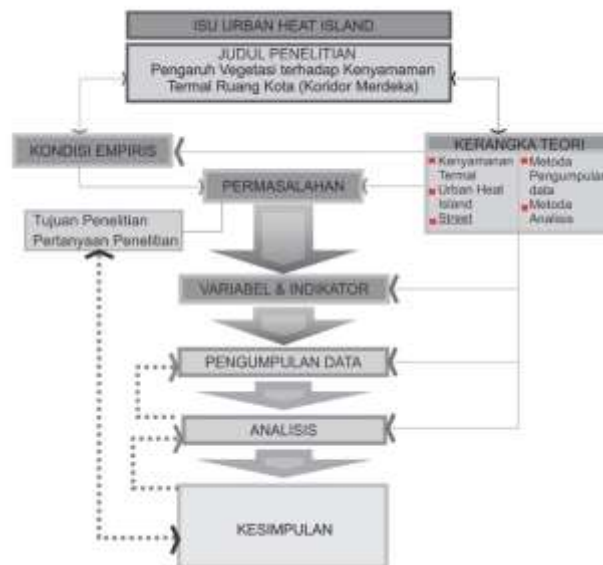 ISU URBAN HEAT ISLAND
JUDUL PENELITIAN
Pengaruh Vegetasi terhadap Kenyamaman
Termal Ruang Kota (Koridor Merdeka)
KONDISI EMPIRIS
KERANGKA TEORI
Kenyamanan
Termal
Urban Heat
Island
Street
Metoda
Pengumpulan
data
Metoda
Analisis
PERMASALAHAN
Tujuan Penelitian
Pertanyaan Penelitian
VARIABEL & INDIKATOR
PENGUMPULAN DATA
ANALISIS
KESIMPULAN